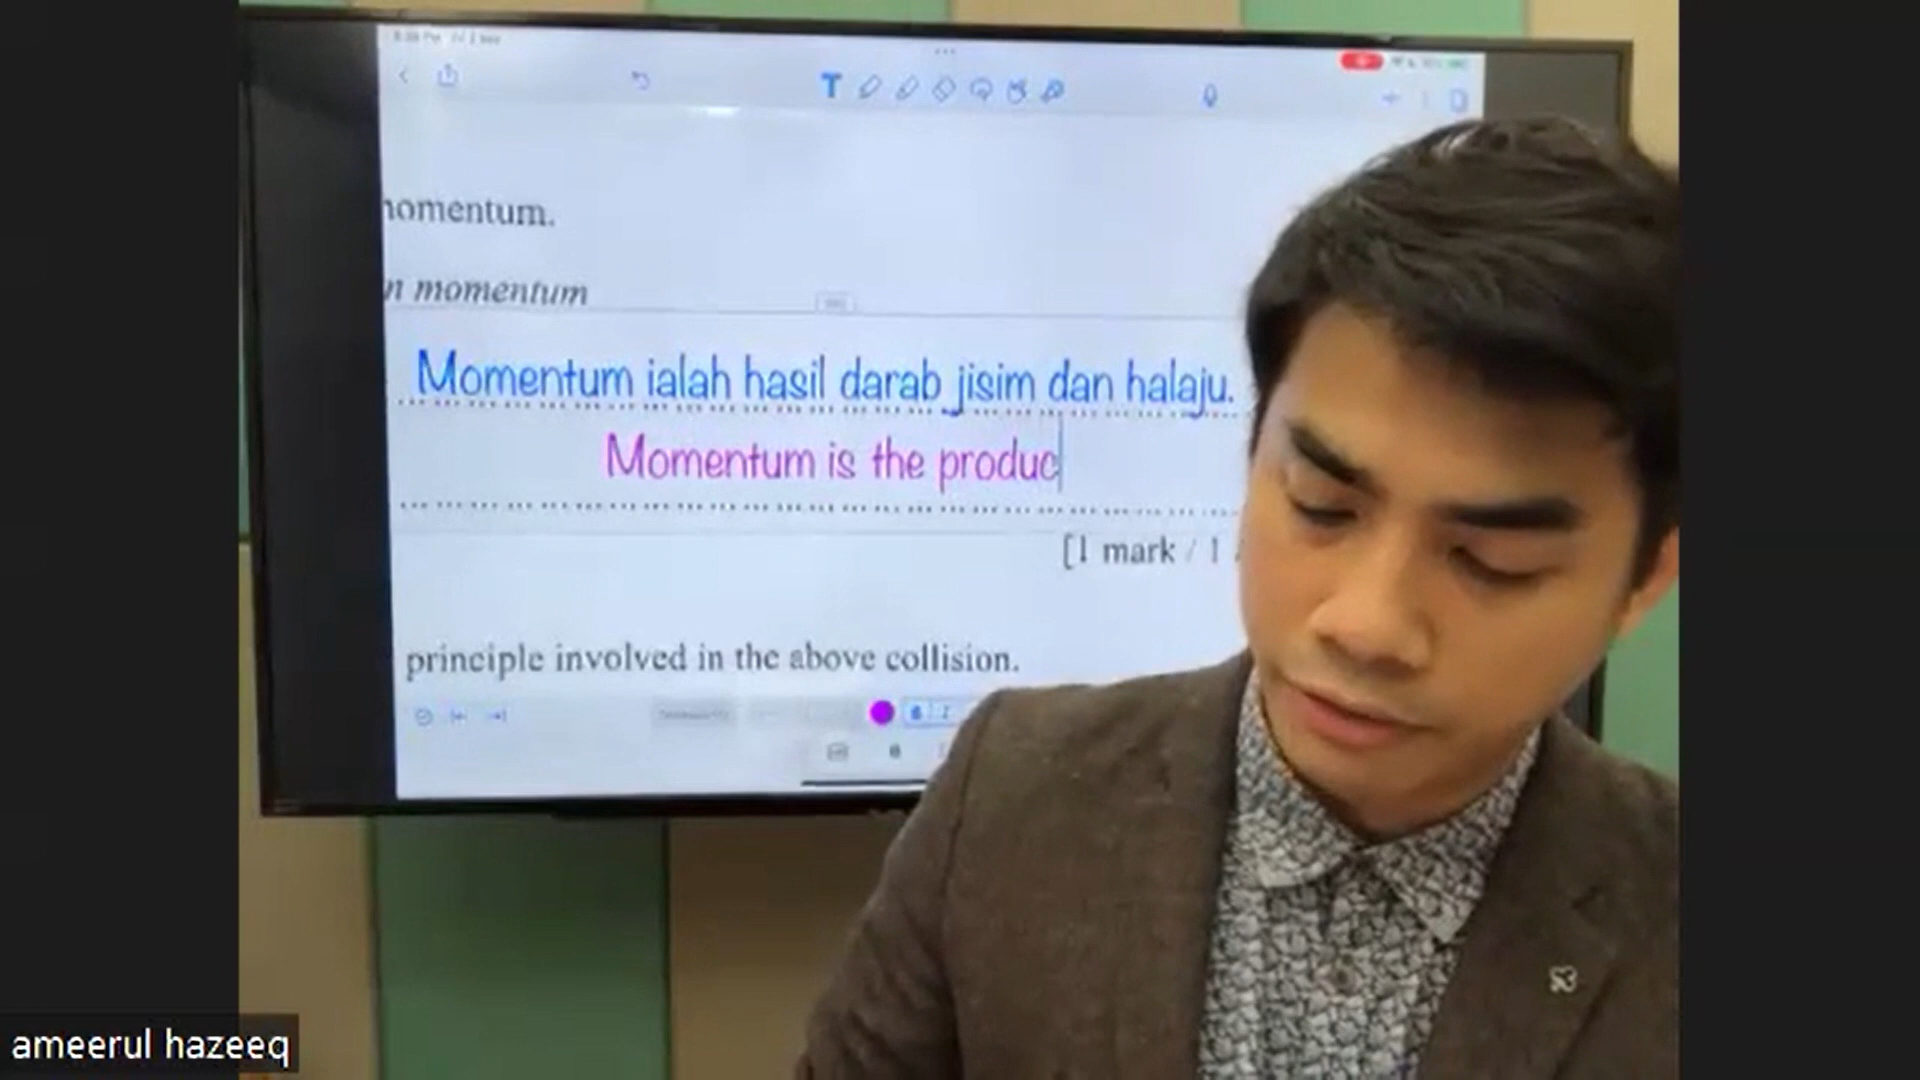 nomentum.
n momentum
Momentum ialah hasil darab jisim dan halaju.
Momentum is the produc
[1 mark / 1
principle involved in the above collision.
ameerul hazeeq